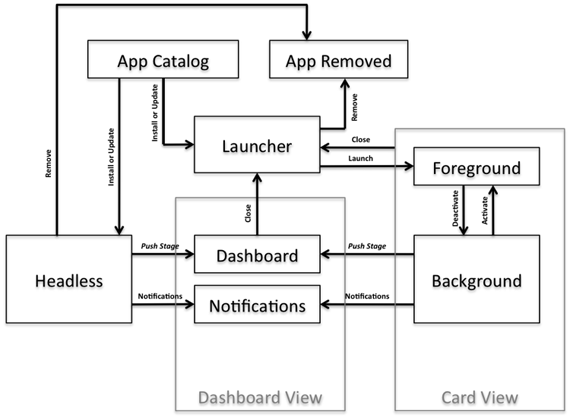 App Catalog
App Removed
Remove
Install or Update
Install or Update
Remove
Launcher
Close
Launch
Foreground
Close
Deactivate
Activate
Headless
Push Stage
Dashboard
Push Stage
Background
Notifications
Notifications
Notifications
Dashboard View
Card View